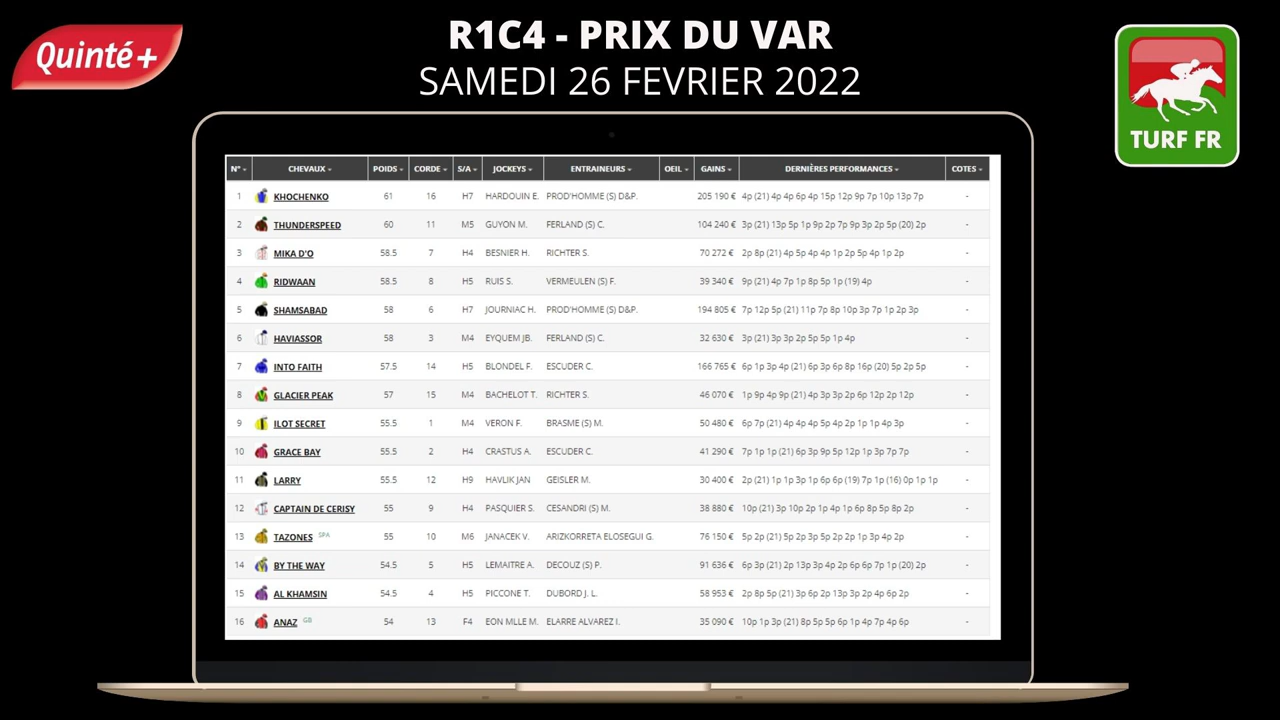 Quinté+
R1C4 - PRIX DU VAR
SAMEDI 26 FEVRIER 2022
TURF FR
N° CHEVAUX POIDS CORDE S/A JOCKEYS ENTRAINEURS OEIL GAINS DERNIÈRES PERFORMANCES COTES
1 KHOCHENKO 61 16 H7 HARDOUIN E. PROD'HOMME (S) D&P. 205 190 € 4p (21) 4p 4p 6p 4p 15p 12p 9p 7p 10p 13p 7p -
2 THUNDERSPEED 60 11 M5 GUYON M. FERLAND (S) C. 104 240 € 3p (21) 13p 5p 1p 9p 2p 7p 9p 3p 2p 5p (20) 2p -
3 MIKA D'O 58.5 7 H4 BESNIER H. RICHTER S. 70 272 € 2p 8p (21) 4p 5p 4p 4p 1p 2p 5p 4p 1p 2p -
4 RIDWAAN 58.5 8 H5 RUIS S. VERMEULEN (S) F. 39 340 € 9p (21) 4p 7p 1p 8p 5p 1p (19) 4p -
5 SHAMSABAD 58 6 H7 JOURNIAC H. PROD'HOMME (S) D&P. 194 805 € 7p 12p 5p (21) 11p 7p 8p 10p 3p 7p 1p 2p 3p -
6 HAVIASSOR 58 3 M4 EYQUEM JB. FERLAND (S) C. 32 630 € 3p (21) 3p 3p 2p 5p 5p 1p 4p -
7 INTO FAITH 57.5 14 H5 BLONDEL F. ESCUDER C. 166 765 € 6p 1p 3p 4p (21) 6p 3p 6p 8p 16p (20) 5p 2p 5p -
8 GLACIER PEAK 57 15 M4 BACHELOT T. RICHTER S. 46 070 € 1p 9p 4p 9p (21) 4p 3p 3p 2p 6p 12p 2p 12p -
9 ILOT SECRET 55.5 1 M4 VERON F. BRASME (S) M. 50 480 € 6p 7p (21) 4p 4p 4p 5p 4p 2p 1p 1p 4p 3p -
10 GRACE BAY 55.5 2 H4 CRASTUS A. ESCUDER C. 41 290 € 7p 1p 1p (21) 6p 3p 9p 5p 12p 1p 3p 7p 7p -
11 LARRY 55.5 12 H9 HAVLIK JAN GEISLER M. 30 400 € 2p (21) 1p 1p 3p 1p 6p 6p (19) 7p 1p (16) 0p 1p 1p -
12 CAPTAIN DE CERISY 55 9 H4 PASQUIER S. CESANDRI (S) M. 38 880 € 10p (21) 3p 10p 2p 1p 4p 1p 6p 8p 5p 8p 2p -
13 TAZONES SPA 55 10 M6 JANACEK V. ARIZKORRETA ELOSEGUI G. 76 150 € 5p 2p (21) 5p 2p 3p 5p 2p 2p 1p 3p 4p 2p -
14 BY THE WAY 54.5 5 H5 LEMAITRE A. DECOUZ (S) P. 91 636 € 6p 3p (21) 2p 13p 3p 4p 2p 6p 6p 7p 1p (20) 2p -
15 AL KHAMSIN 54.5 4 H5 PICCONE T. DUBORD J. L. 58 953 € 2p 8p 5p (21) 3p 6p 2p 13p 3p 2p 4p 6p 2p -
16 ANAZ GB 54 13 F4 EON MLLE M. ELARRE ALVAREZ I. 35 090 € 10p 1p 3p (21) 8p 5p 5p 6p 1p 4p 7p 4p 6p -